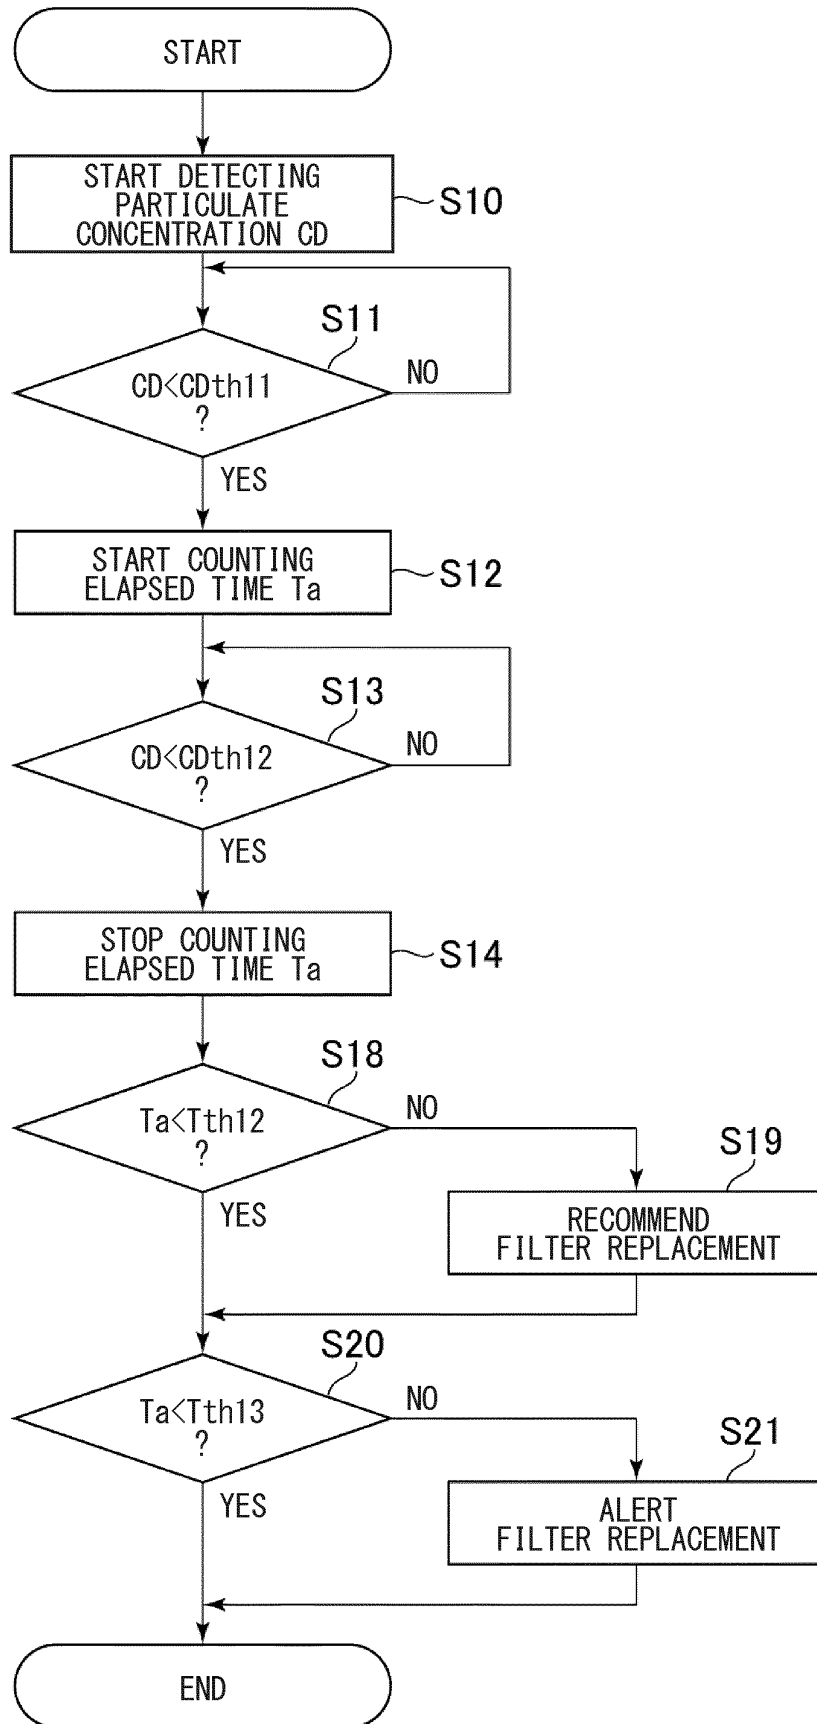 START
START DETECTING
PARTICULATE
CONCENTRATION CD
S10
S11
CD<CDth11
?
NO
YES
START COUNTING
ELAPSED TIME Ta
S12
S13
CD<CDth12
?
NO
YES
STOP COUNTING
ELAPSED TIME Ta
S14
S18
Ta<Tth12
?
NO
YES
S19
RECOMMEND
FILTER REPLACEMENT
S20
Ta<Tth13
?
NO
YES
S21
ALERT
FILTER REPLACEMENT
END